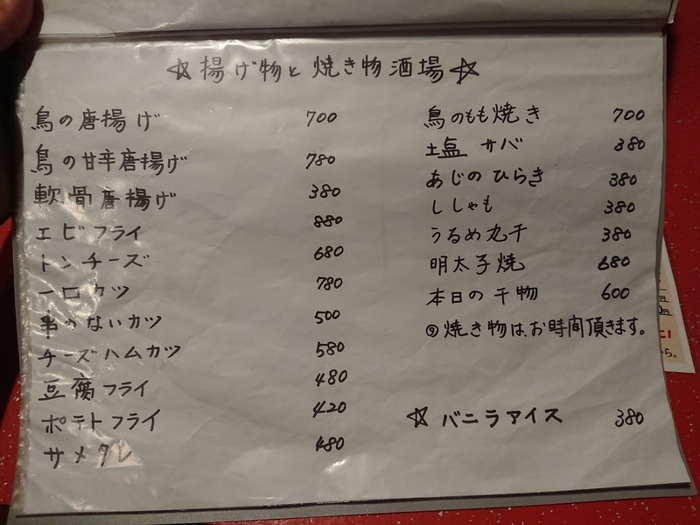 ☆揚げ物と焼き物酒場☆
鳥の唐揚げ 700
鳥の甘辛唐揚げ 780
軟骨唐揚げ 380
エビフライ 880
トンチーズ 680
一口カツ 780
串のないカツ 500
チーズハムカツ 580
豆腐フライ 480
ポテトフライ 420
サメタレ 480
鳥のもも焼き 700
土塩 サバ 380
あじのひらき 380
ししゃも 380
うるめ丸干 380
明太子焼 680
本日の干物 600
焼き物は、お時間頂きます。
☆ バニラアイス 380